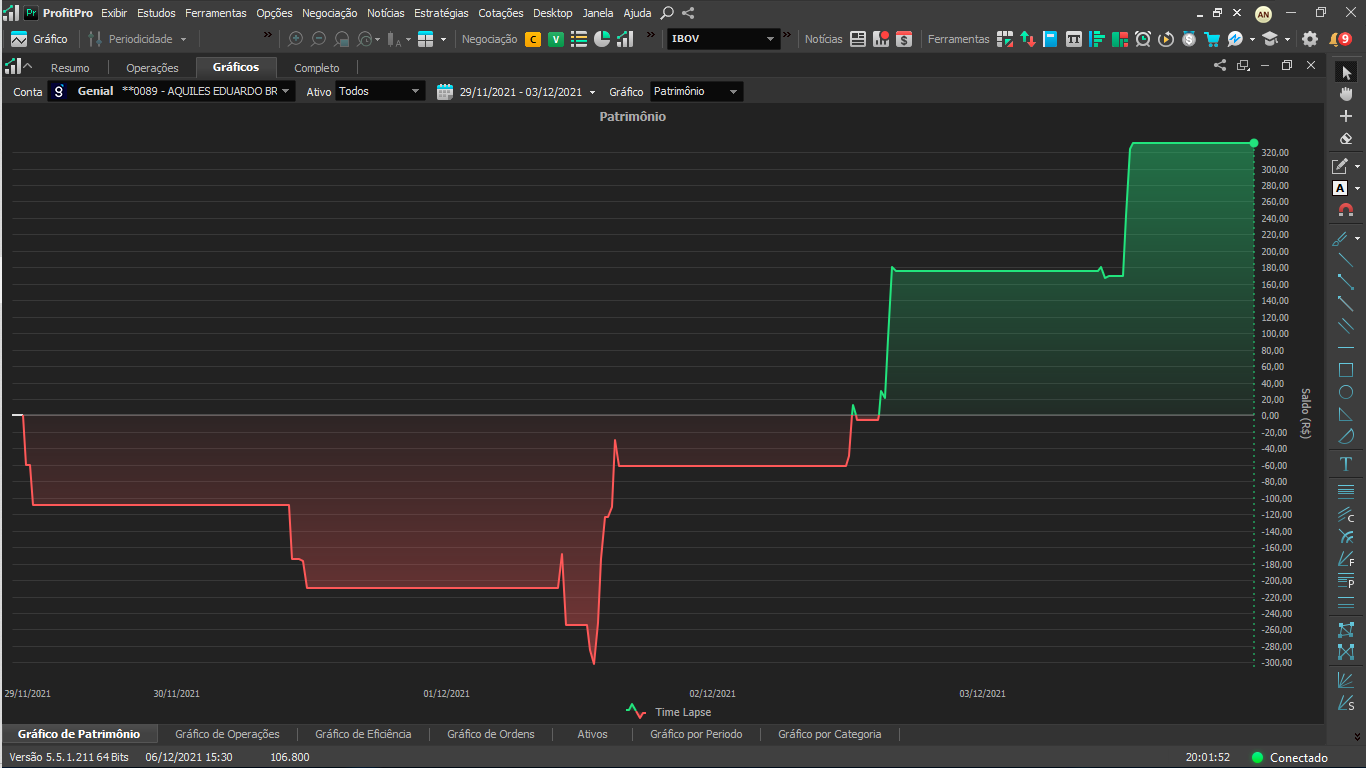 Pr ProfitPro Exibir Estudos Ferramentas Opções Negociação Notícias Estratégias Cotações Desktop Janela Ajuda AN
Gráfico Periodicidade » Negociação C V » IBOV » Notícias $ Ferramentas $ 9
Resumo Operações Gráficos Completo
Conta Genial **0089 - AQUILES EDUARDO BR Ativo Todos 29/11/2021 - 03/12/2021 Gráfico Patrimônio
Patrimônio
320,00
300,00
280,00
260,00
240,00
220,00
200,00
180,00
160,00
140,00
120,00
100,00
80,00
60,00
40,00
20,00
0,00
-20,00
-40,00
-60,00
-80,00
-100,00
-120,00
-140,00
-160,00
-180,00
-200,00
-220,00
-240,00
-260,00
-280,00
-300,00
Saldo (R$)
A
T
C
F
P
S
29/11/2021 30/11/2021 01/12/2021 02/12/2021 03/12/2021
Time Lapse
Gráfico de Patrimônio Gráfico de Operações Gráfico de Eficiência Gráfico de Ordens Ativos Gráfico por Periodo Gráfico por Categoria
Versão 5.5.1.211 64 Bits 06/12/2021 15:30 106.800 20:01:52 Conectado